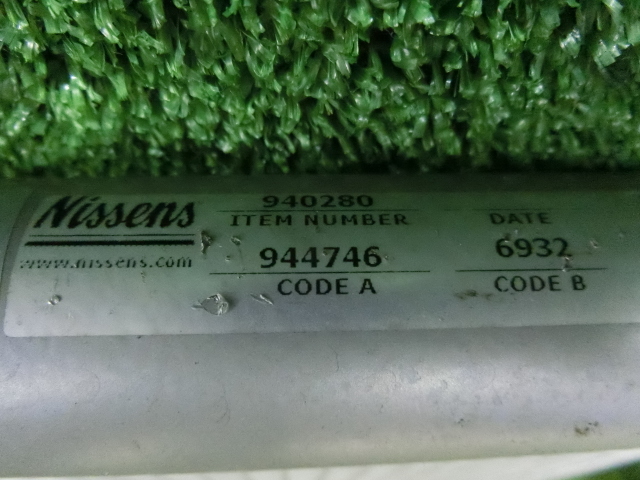 Nissens
www.nissens.com
940280
ITEM NUMBER
DATE
944746
6932
CODE A
CODE B